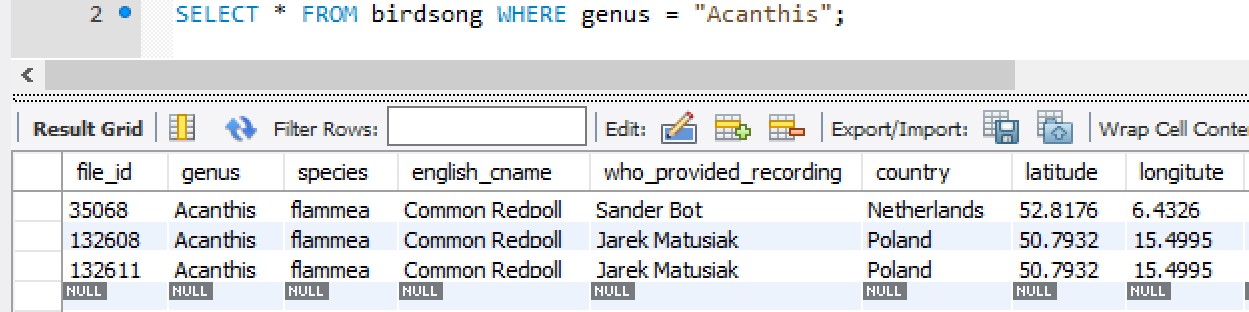 2 SELECT * FROM birdsong WHERE genus = "Acanthis";
Result Grid Filter Rows: Edit: Export/Import: Wrap Cell Conte
file_id genus species english_cname who_provided_recording country latitude longitute
35068 Acanthis flammea Common Redpoll Sander Bot Netherlands 52.8176 6.4326
132608 Acanthis flammea Common Redpoll Jarek Matusiak Poland 50.7932 15.4995
132611 Acanthis flammea Common Redpoll Jarek Matusiak Poland 50.7932 15.4995
NULL NULL NULL NULL NULL NULL NULL NULL